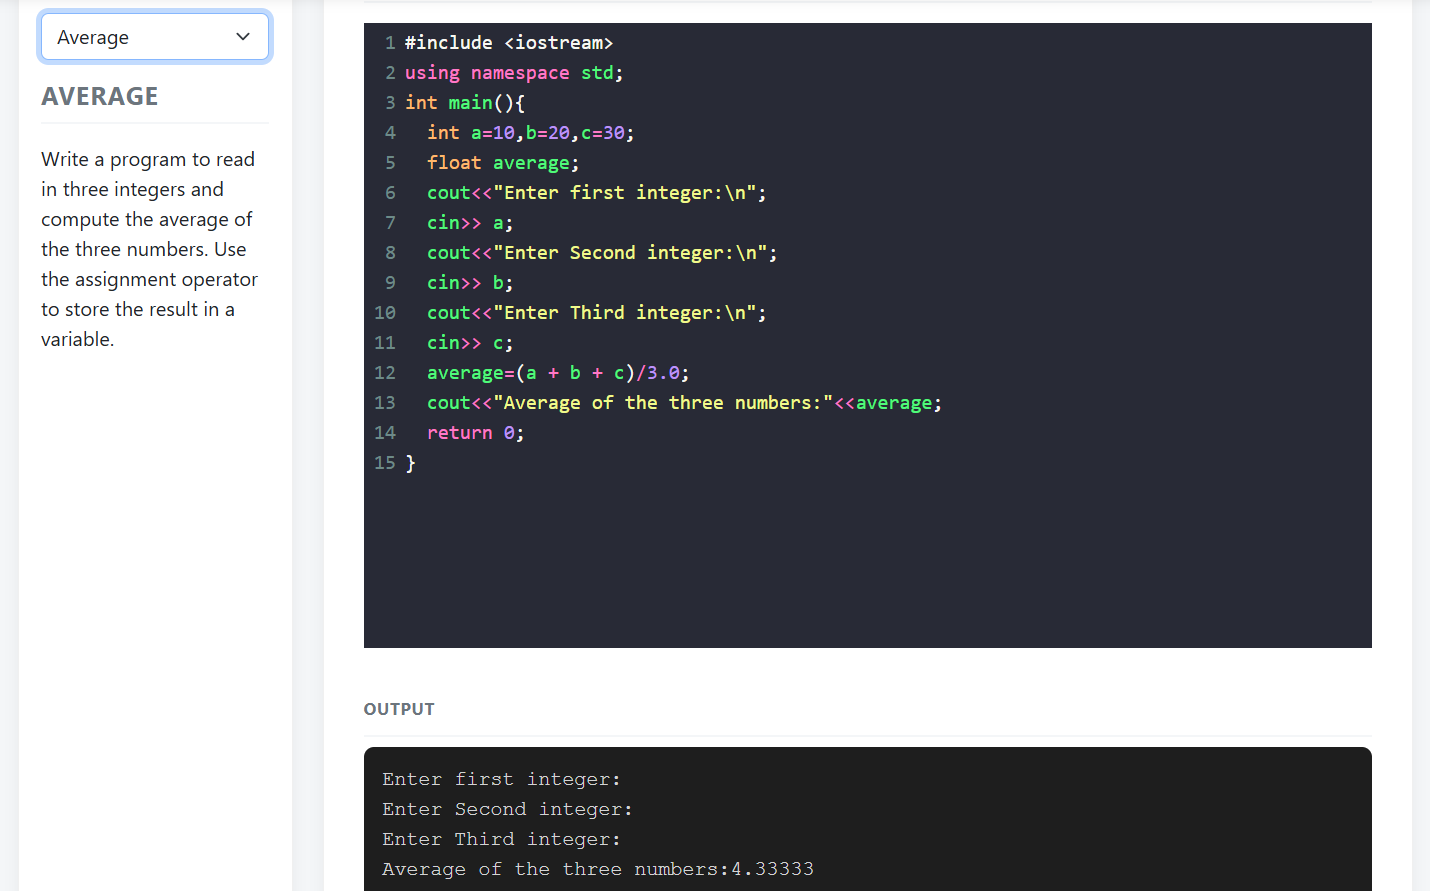 Average
AVERAGE
Write a program to read
in three integers and
compute the average of
the three numbers. Use
the assignment operator
to store the result in a
variable.
1 #include <iostream>
2 using namespace std;
3 int main(){
4   int a=10,b=20,c=30;
5   float average;
6   cout<<"Enter first integer:\n";
7   cin>> a;
8   cout<<"Enter Second integer:\n";
9   cin>> b;
10   cout<<"Enter Third integer:\n";
11   cin>> c;
12   average=(a + b + c)/3.0;
13   cout<<"Average of the three numbers:"<<average;
14   return 0;
15 }
OUTPUT
Enter first integer:
Enter Second integer:
Enter Third integer:
Average of the three numbers:4.33333